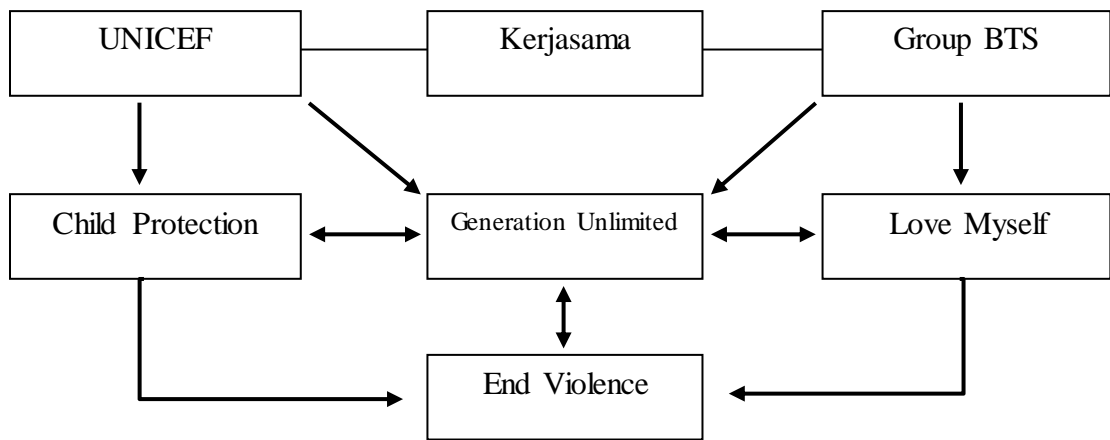 UNICEF
Kerjasama
Group BTS
Child Protection
Generation Unlimited
Love Myself
End Violence